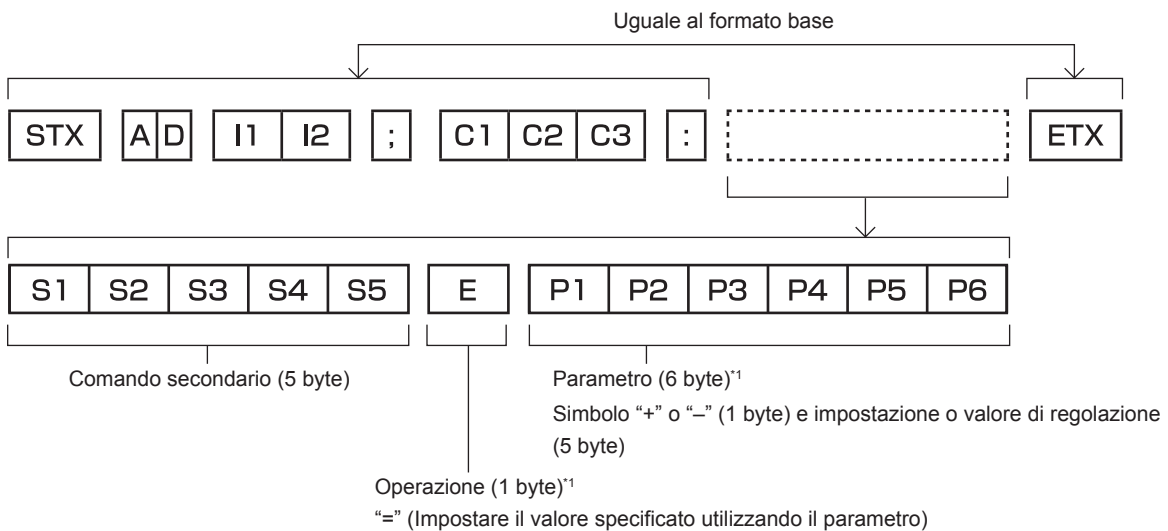 Uguale al formato base
STX A D I1 I2 ; C1 C2 C3 : ETX
S1 S2 S3 S4 S5 E P1 P2 P3 P4 P5 P6
Comando secondario (5 byte)
Parametro (6 byte)*1
Simbolo “+” o “–” (1 byte) e impostazione o valore di regolazione
(5 byte)
Operazione (1 byte)*1
“=” (Impostare il valore specificato utilizzando il parametro)